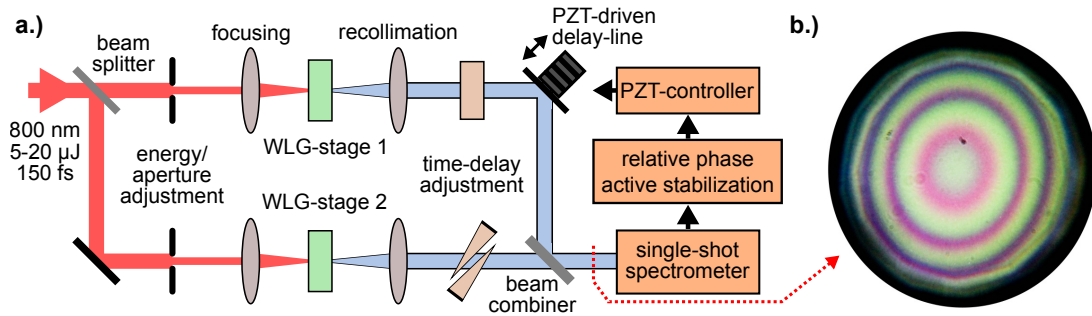 a.)
beam
splitter
focusing
recollimation
PZT-driven
delay-line
b.)
800 nm
5-20 µJ
150 fs
energy/
aperture
adjustment
WLG-stage 1
WLG-stage 2
time-delay
adjustment
PZT-controller
relative phase
active stabilization
single-shot
spectrometer
beam
combiner